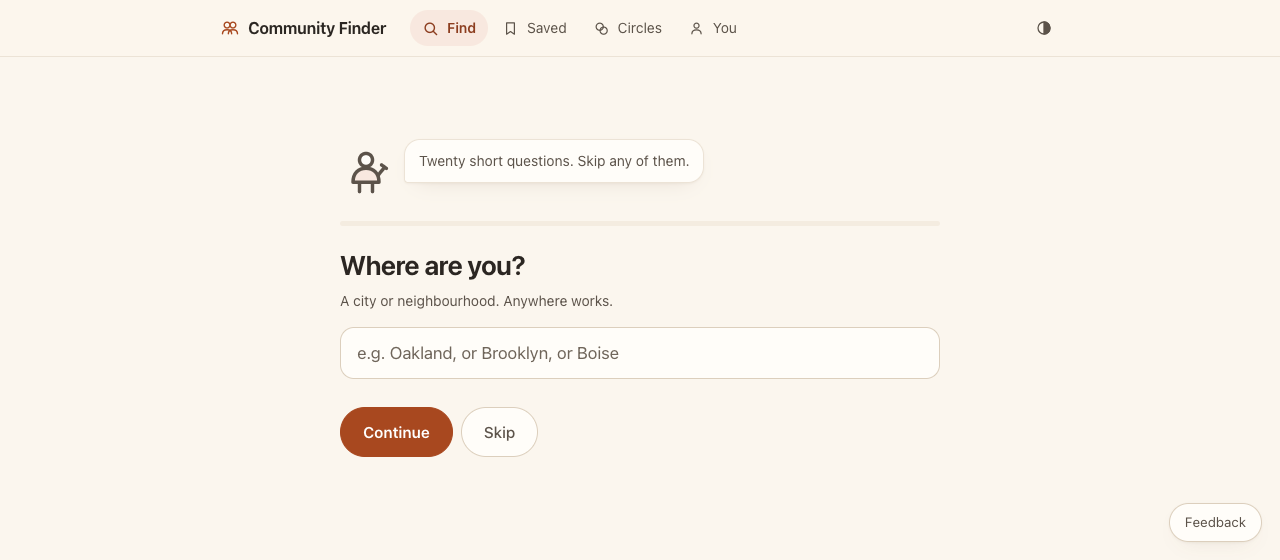 Community Finder
Find
Saved
Circles
You
Twenty short questions. Skip any of them.
Where are you?
A city or neighbourhood. Anywhere works.
e.g. Oakland, or Brooklyn, or Boise
Continue
Skip
Feedback